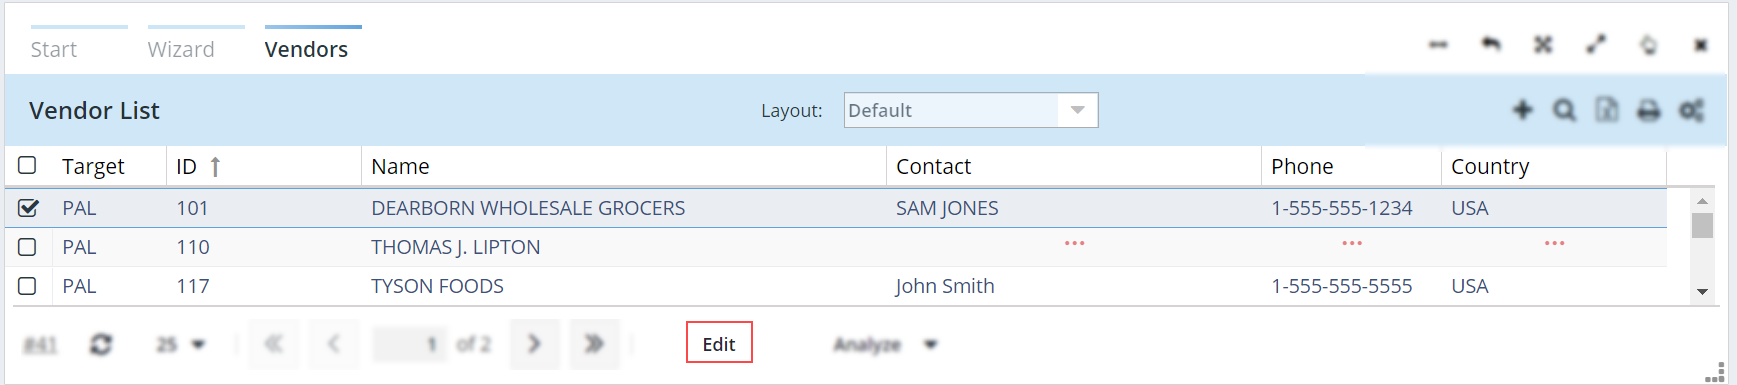 Start Wizard Vendors
Vendor List Layout: Default
Target ID Name Contact Phone Country
PAL 101 DEARBORN WHOLESALE GROCERS SAM JONES 1-555-555-1234 USA
PAL 110 THOMAS J. LIPTON ••• ••• •••
PAL 117 TYSON FOODS John Smith 1-555-555-5555 USA
#41 25 1 of 2 Edit Analyze